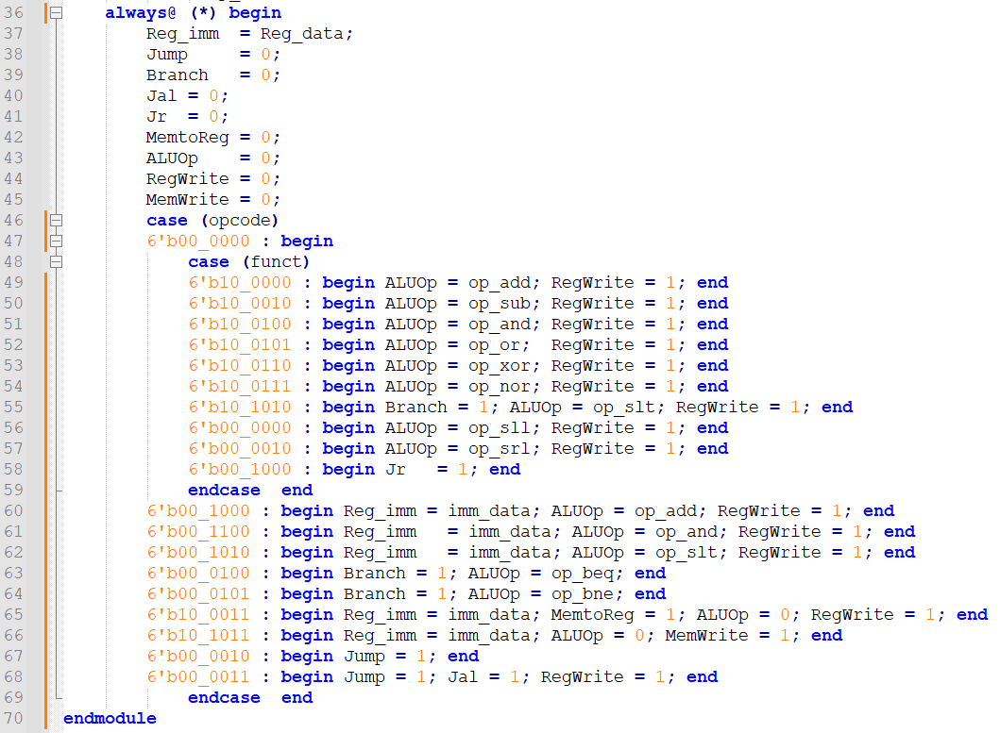 36 always@ (*) begin
37 Reg_imm  = Reg_data;
38 Jump     = 0;
39 Branch   = 0;
40 Jal = 0;
41 Jr  = 0;
42 MemtoReg = 0;
43 ALUOp    = 0;
44 RegWrite = 0;
45 MemWrite = 0;
46 case (opcode)
47 6'b00_0000 : begin
48 case (funct)
49 6'b10_0000 : begin ALUOp = op_add; RegWrite = 1; end
50 6'b10_0010 : begin ALUOp = op_sub; RegWrite = 1; end
51 6'b10_0100 : begin ALUOp = op_and; RegWrite = 1; end
52 6'b10_0101 : begin ALUOp = op_or;  RegWrite = 1; end
53 6'b10_0110 : begin ALUOp = op_xor; RegWrite = 1; end
54 6'b10_0111 : begin ALUOp = op_nor; RegWrite = 1; end
55 6'b10_1010 : begin Branch = 1; ALUOp = op_slt; RegWrite = 1; end
56 6'b00_0000 : begin ALUOp = op_sll; RegWrite = 1; end
57 6'b00_0010 : begin ALUOp = op_srl; RegWrite = 1; end
58 6'b00_1000 : begin Jr   = 1; end
59 endcase  end
60 6'b00_1000 : begin Reg_imm = imm_data; ALUOp = op_add; RegWrite = 1; end
61 6'b00_1100 : begin Reg_imm   = imm_data; ALUOp = op_and; RegWrite = 1; end
62 6'b00_1010 : begin Reg_imm   = imm_data; ALUOp = op_slt; RegWrite = 1; end
63 6'b00_0100 : begin Branch = 1; ALUOp = op_beq; end
64 6'b00_0101 : begin Branch = 1; ALUOp = op_bne; end
65 6'b10_0011 : begin Reg_imm = imm_data; MemtoReg = 1; ALUOp = 0; RegWrite = 1; end
66 6'b10_1011 : begin Reg_imm = imm_data; ALUOp = 0; MemWrite = 1; end
67 6'b00_0010 : begin Jump = 1; end
68 6'b00_0011 : begin Jump = 1; Jal = 1; RegWrite = 1; end
69 endcase  end
70 endmodule